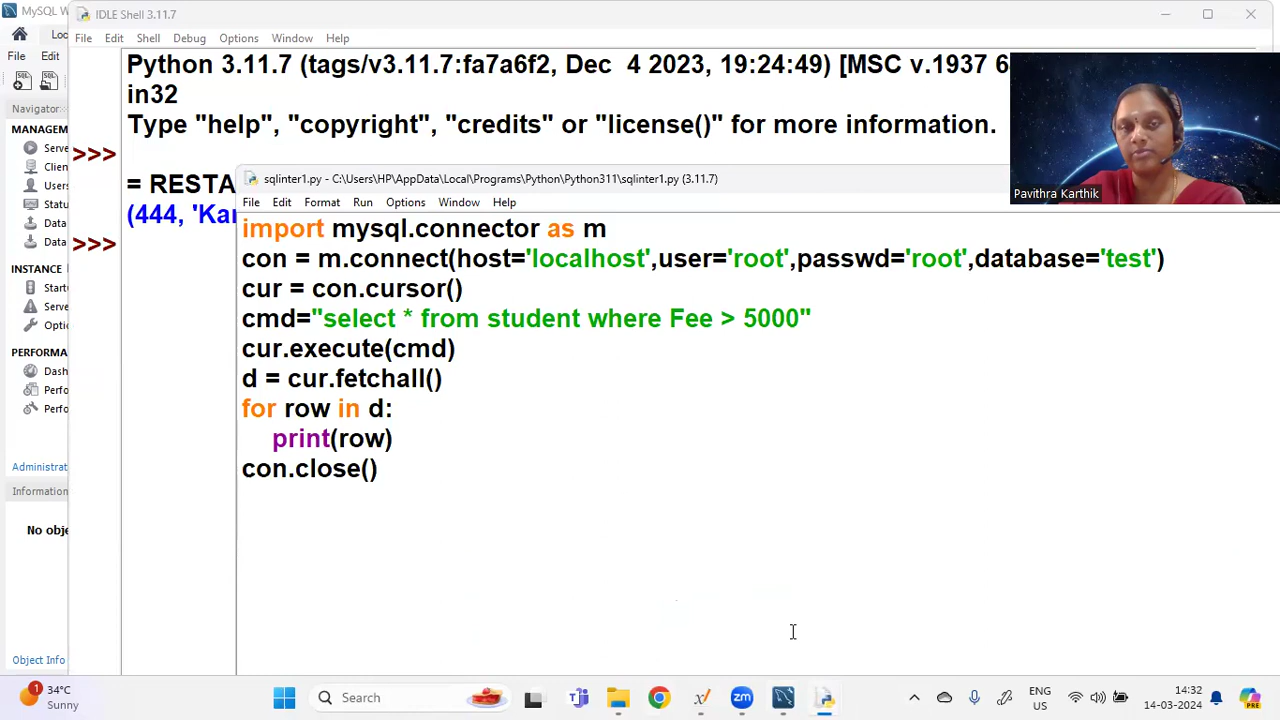 MySQL W
IDLE Shell 3.11.7
Lo
File Edit
File Edit Shell Debug Options Window Help
Python 3.11.7 (tags/v3.11.7:fa7a6f2, Dec 4 2023, 19:24:49) [MSC v.1937 6
in32
Type "help", "copyright", "credits" or "license()" for more information.
>>>
= RESTA
(444, 'Kar
>>>
Navigator
MANAGEM
Serve
Client
Users
Statu
Data
Data
INSTANCE
Start
Serve
Optio
PERFORMA
Dash
Perfo
Perfo
Administrat
Information
No obje
Object Info
sqlinter1.py - C:\Users\HP\AppData\Local\Programs\Python\Python311\sqlinter1.py (3.11.7)
File Edit Format Run Options Window Help
import mysql.connector as m
con = m.connect(host='localhost',user='root',passwd='root',database='test')
cur = con.cursor()
cmd="select * from student where Fee > 5000"
cur.execute(cmd)
d = cur.fetchall()
for row in d:
print(row)
con.close()
Pavithra Karthik
1
34°C
Sunny
Search
zm
ENG
US
14:32
14-03-2024
PRE